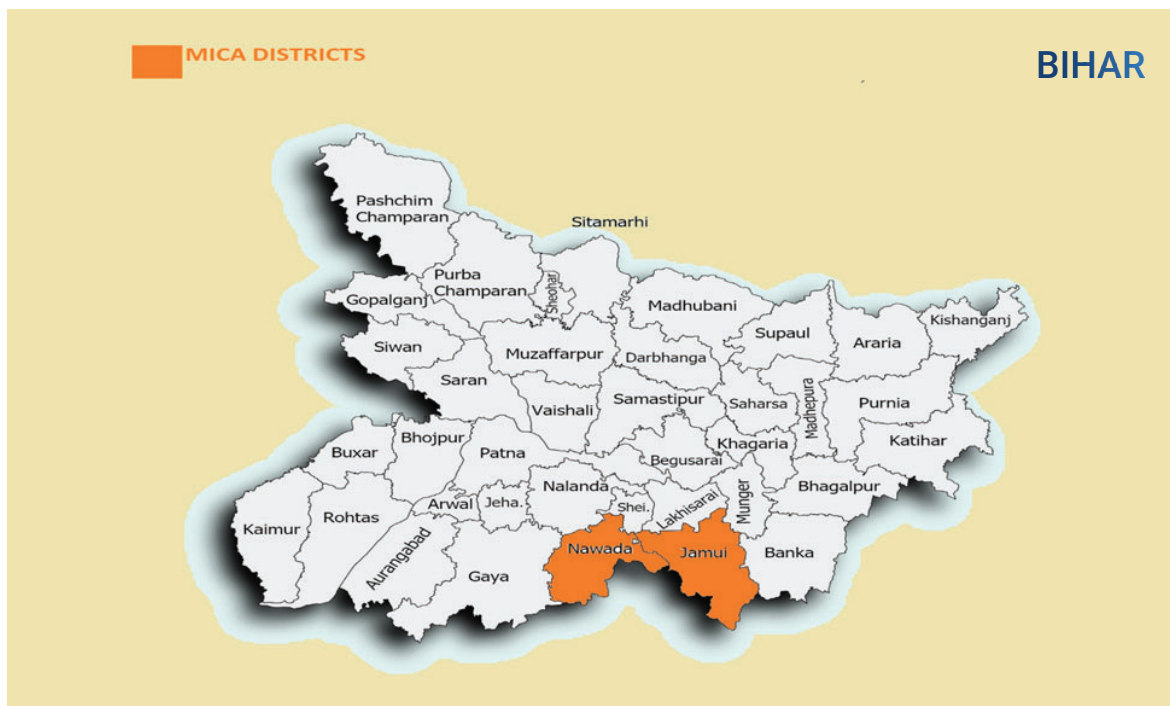 MICA DISTRICTS
BIHAR
Pashchim
Champaran
Sitamarhi
Purba
Champaran
Sheohar
Gopalganj
Madhubani
Kishanganj
Supaul
Araria
Siwan
Muzaffarpur
Darbhanga
Saran
Vaishali
Samastipur
Saharsa
Madhepura
Purnia
Bhojpur
Khagaria
Katihar
Buxar
Patna
Begusarai
Nalanda
Bhagalpur
Arwal
Jeha.
Shei.
Lakhisarai
Munger
Kaimur
Rohtas
Aurangabad
Nawada
Jamui
Banka
Gaya